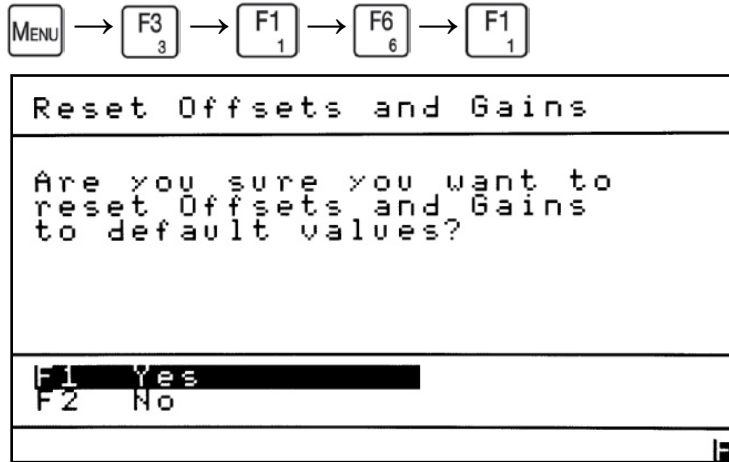 MENU → F3 3 → F1 1 → F6 6 → F1 1
Reset Offsets and Gains
Are you sure you want to
reset Offsets and Gains
to default values?
F1 Yes
F2 No